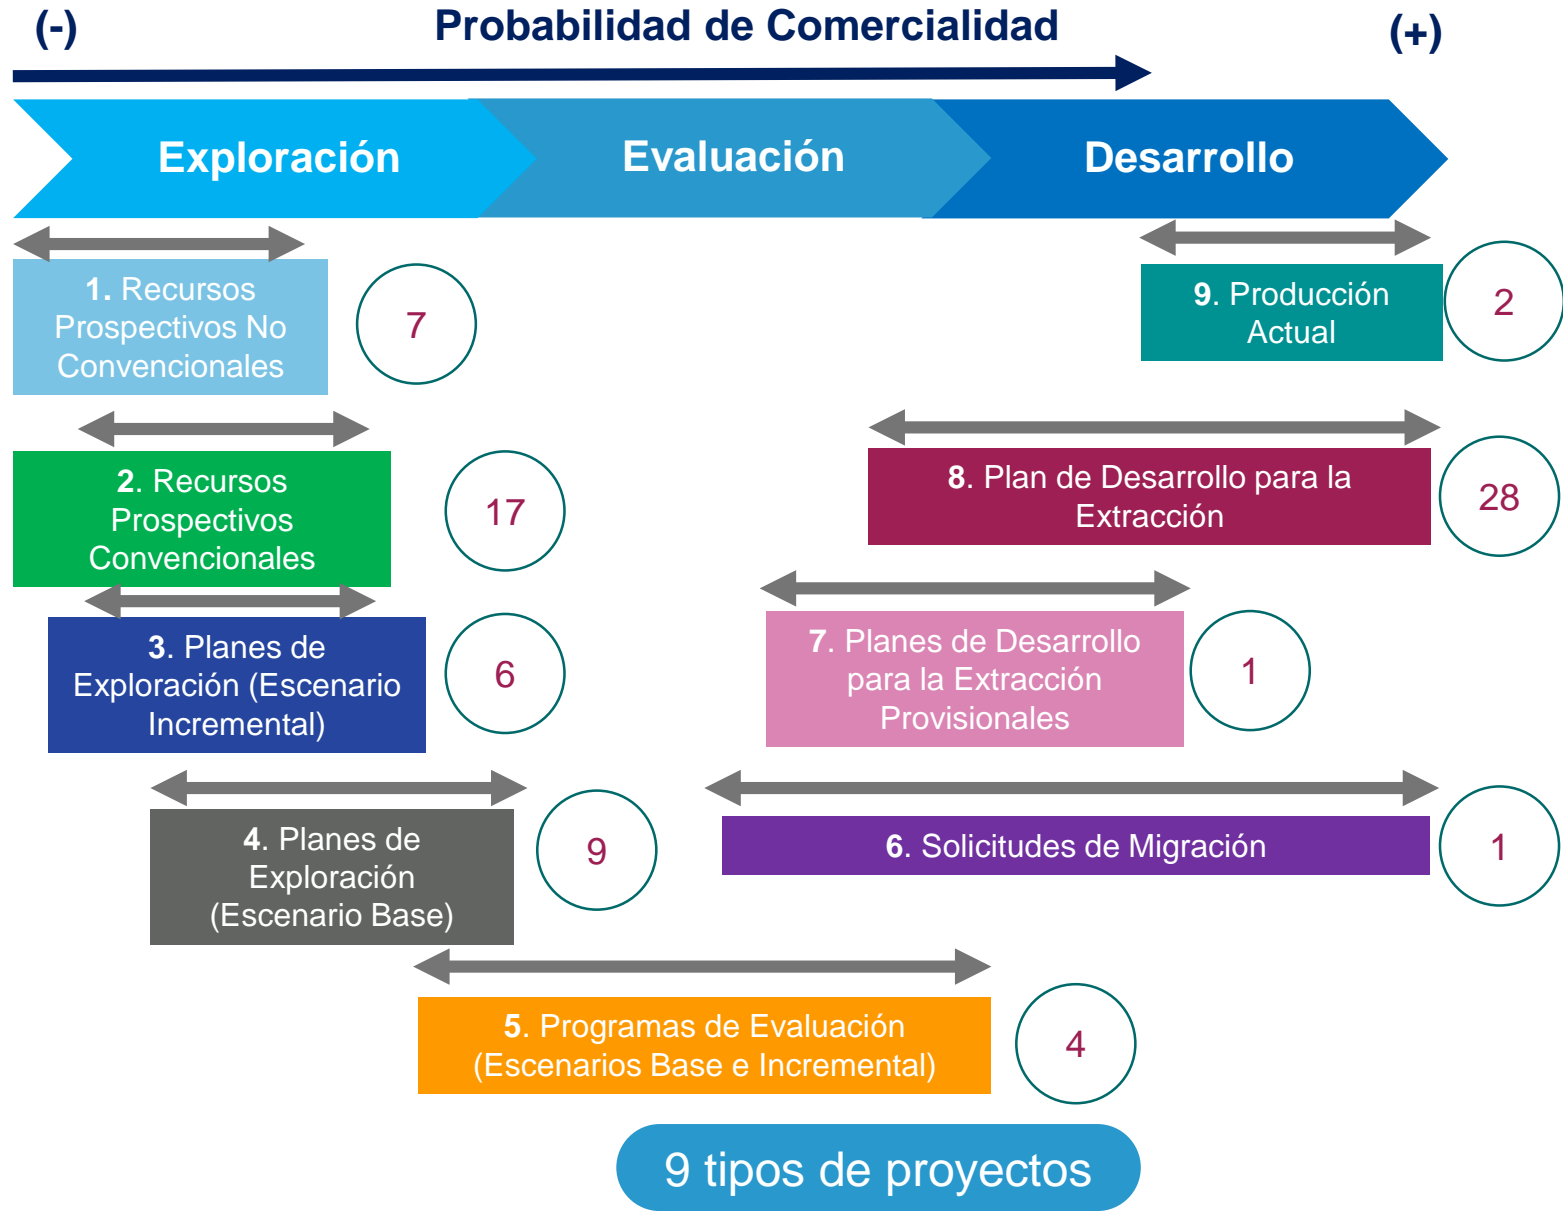 (-)
Probabilidad de Comercialidad
(+)
Exploración
Evaluación
Desarrollo
1. Recursos
Prospectivos No
Convencionales
7
9. Producción
Actual
2
2. Recursos
Prospectivos
Convencionales
17
8. Plan de Desarrollo para la
Extracción
28
3. Planes de
Exploración (Escenario
Incremental)
6
7. Planes de Desarrollo
para la Extracción
Provisionales
1
4. Planes de
Exploración
(Escenario Base)
9
6. Solicitudes de Migración
1
5. Programas de Evaluación
(Escenarios Base e Incremental)
4
9 tipos de proyectos